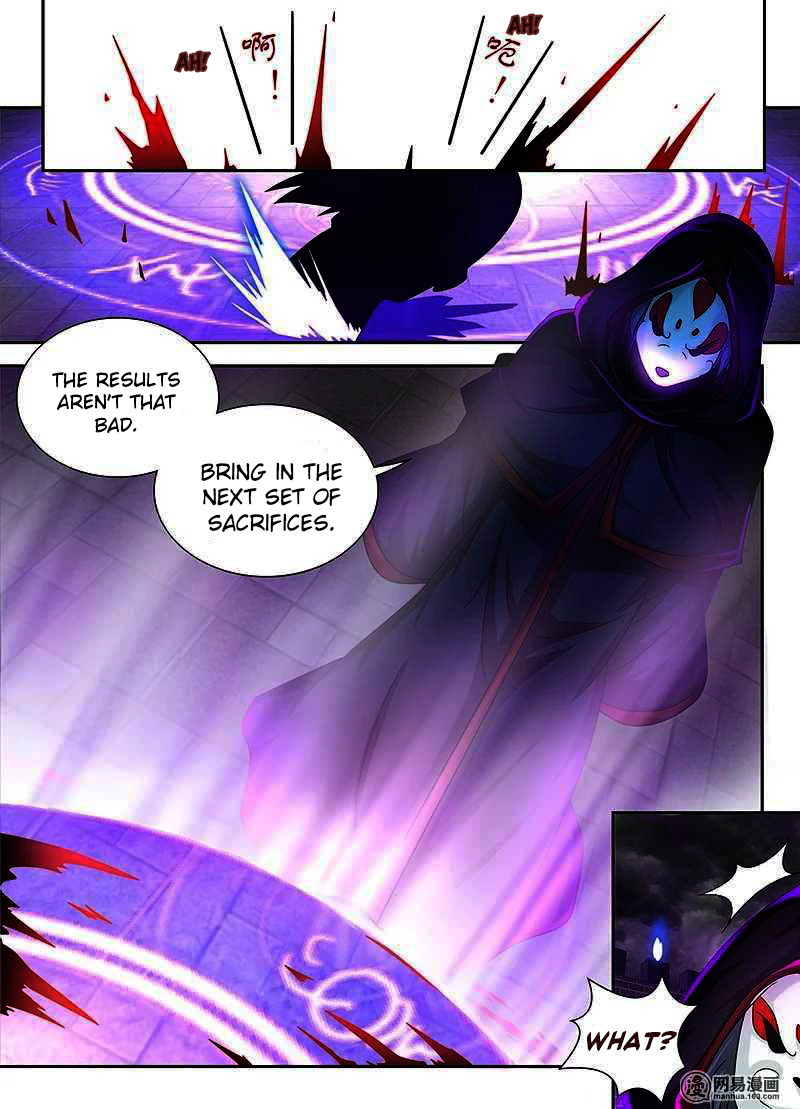 AH!
啊!
AH!
呃!
THE RESULTS
AREN'T THAT
BAD.
BRING IN THE
NEXT SET OF
SACRIFICES.
WHAT?
网易漫画
manhua.163.com